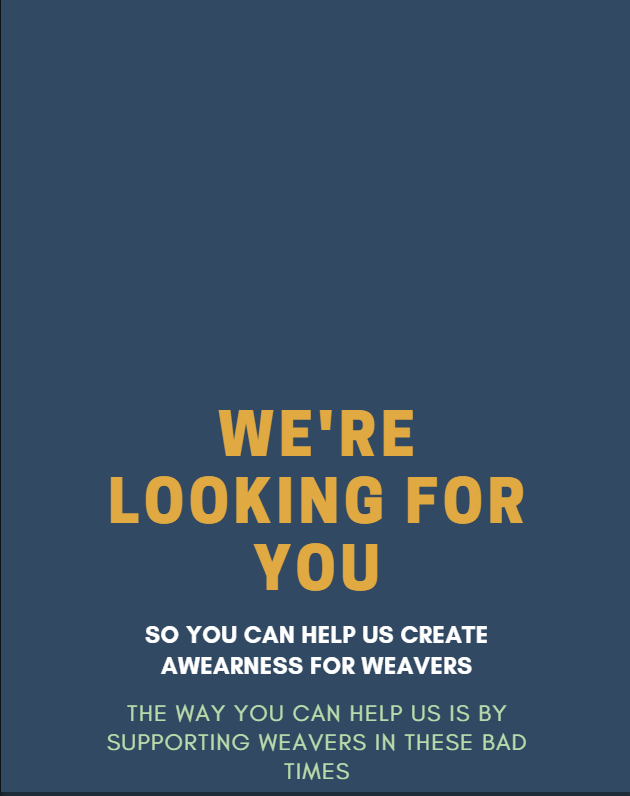 WE'RE
LOOKING FOR
YOU
SO YOU CAN HELP US CREATE
AWEARNESS FOR WEAVERS
THE WAY YOU CAN HELP US IS BY
SUPPORTING WEAVERS IN THESE BAD
TIMES